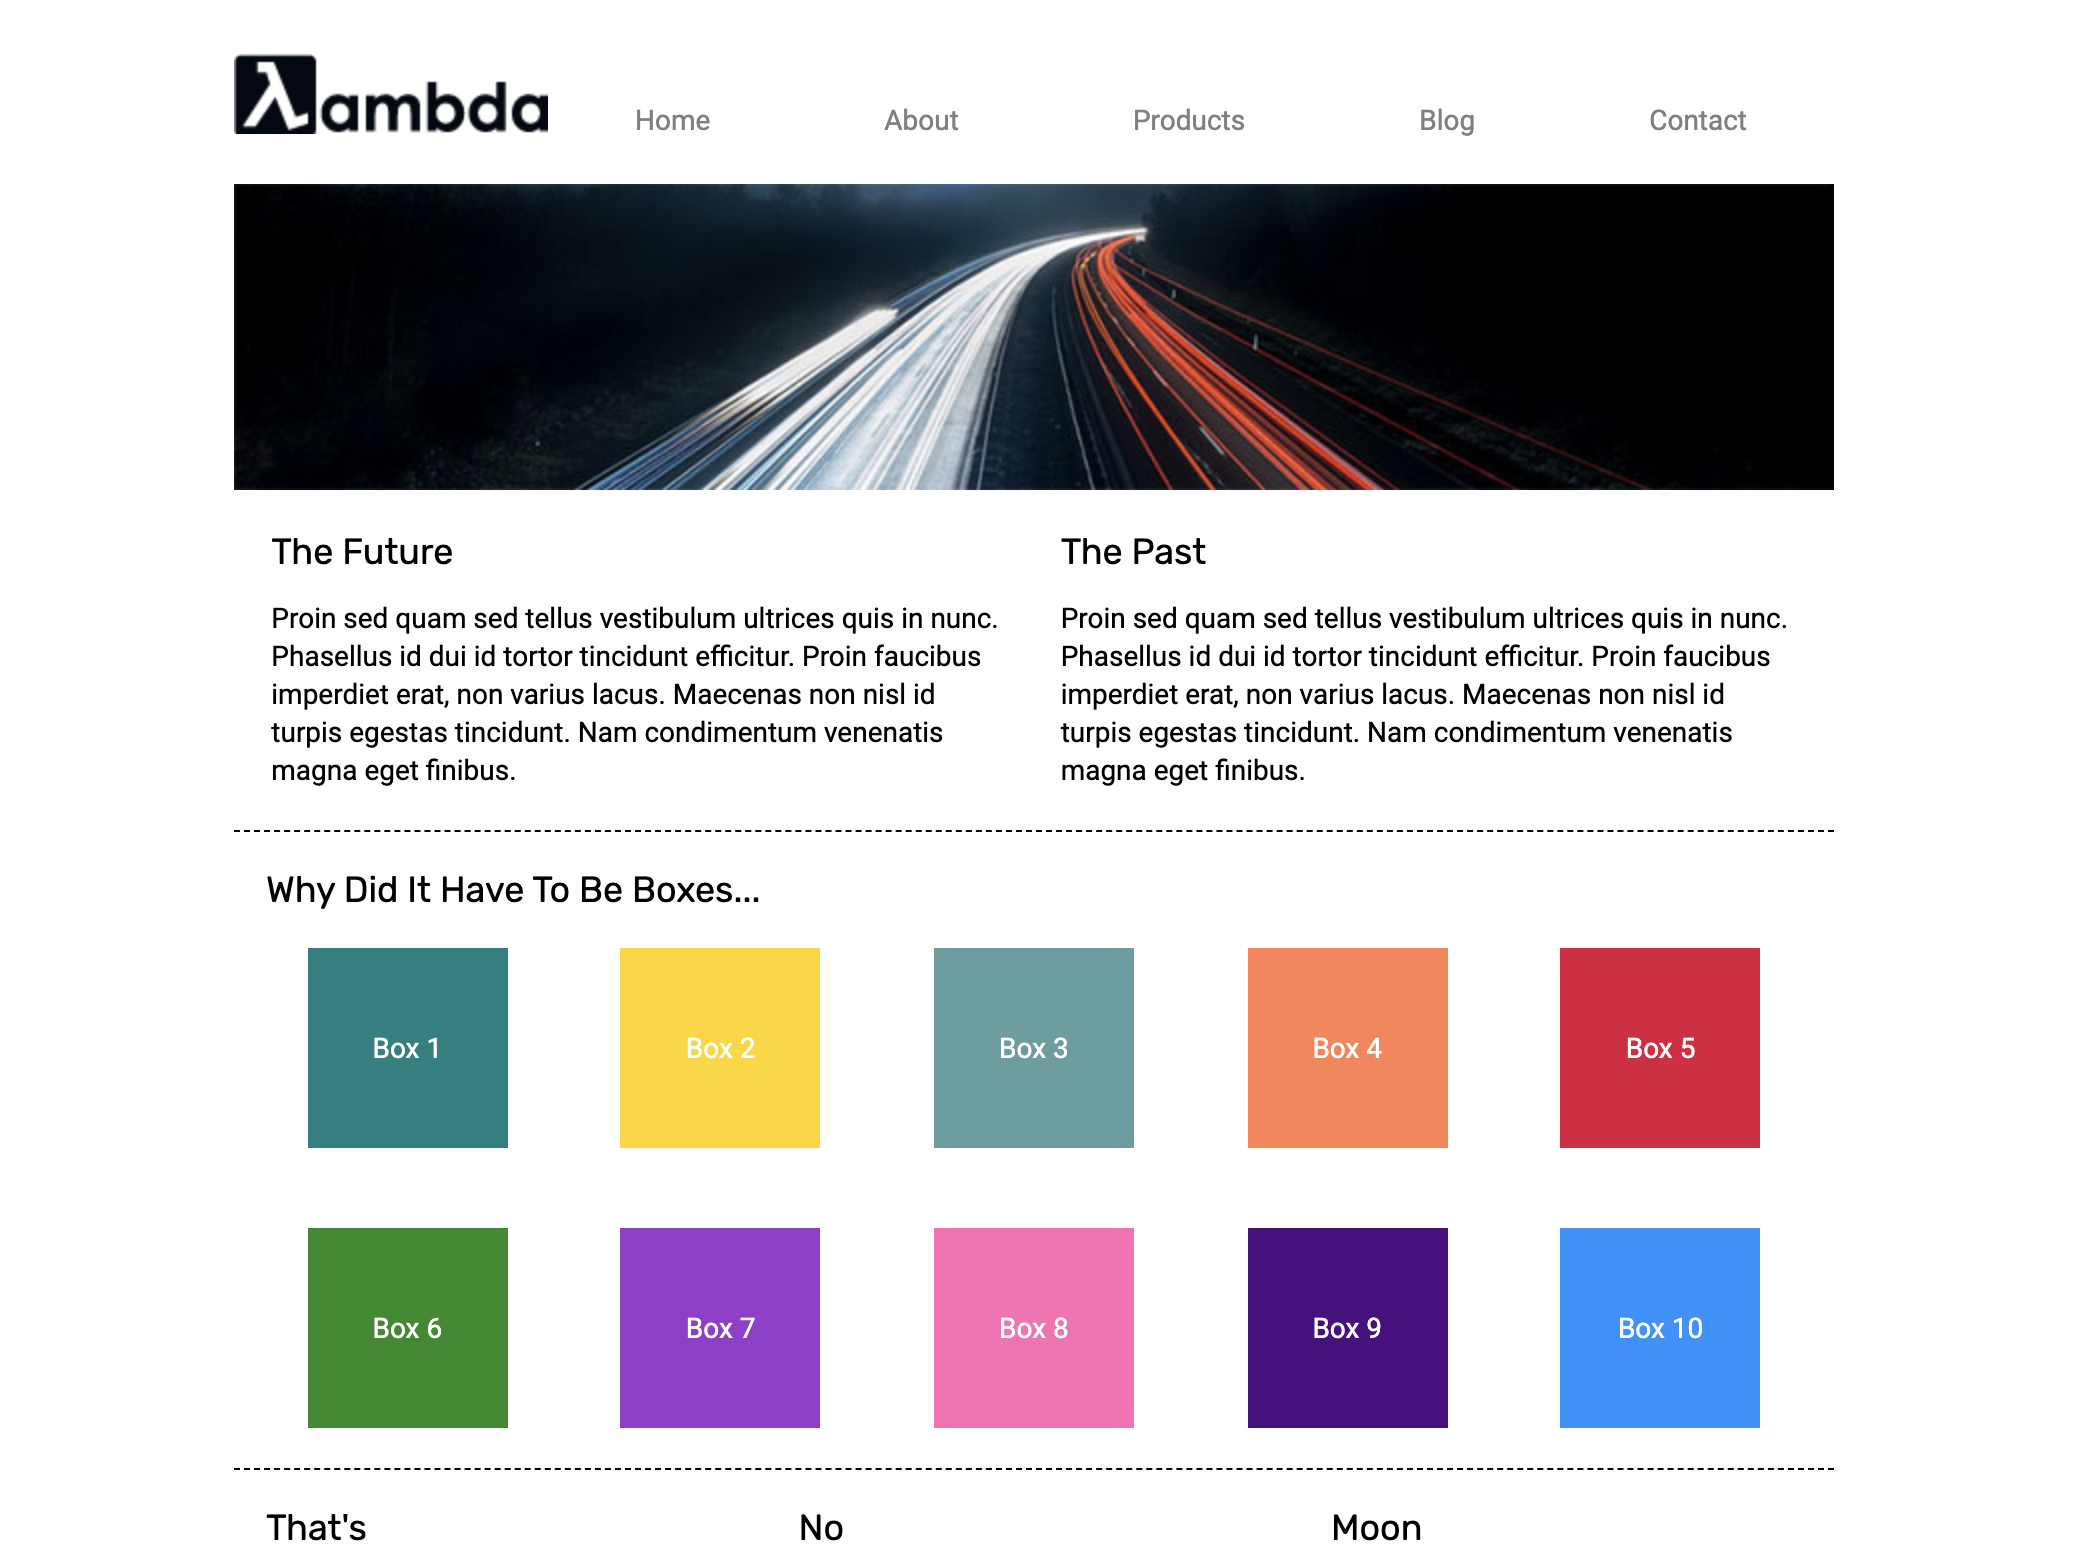 λambda
Home About Products Blog Contact
The Future
Proin sed quam sed tellus vestibulum ultrices quis in nunc.
Phasellus id dui id tortor tincidunt efficitur. Proin faucibus
imperdiet erat, non varius lacus. Maecenas non nisl id
turpis egestas tincidunt. Nam condimentum venenatis
magna eget finibus.
The Past
Proin sed quam sed tellus vestibulum ultrices quis in nunc.
Phasellus id dui id tortor tincidunt efficitur. Proin faucibus
imperdiet erat, non varius lacus. Maecenas non nisl id
turpis egestas tincidunt. Nam condimentum venenatis
magna eget finibus.
Why Did It Have To Be Boxes...
Box 1 Box 2 Box 3 Box 4 Box 5
Box 6 Box 7 Box 8 Box 9 Box 10
That's No Moon